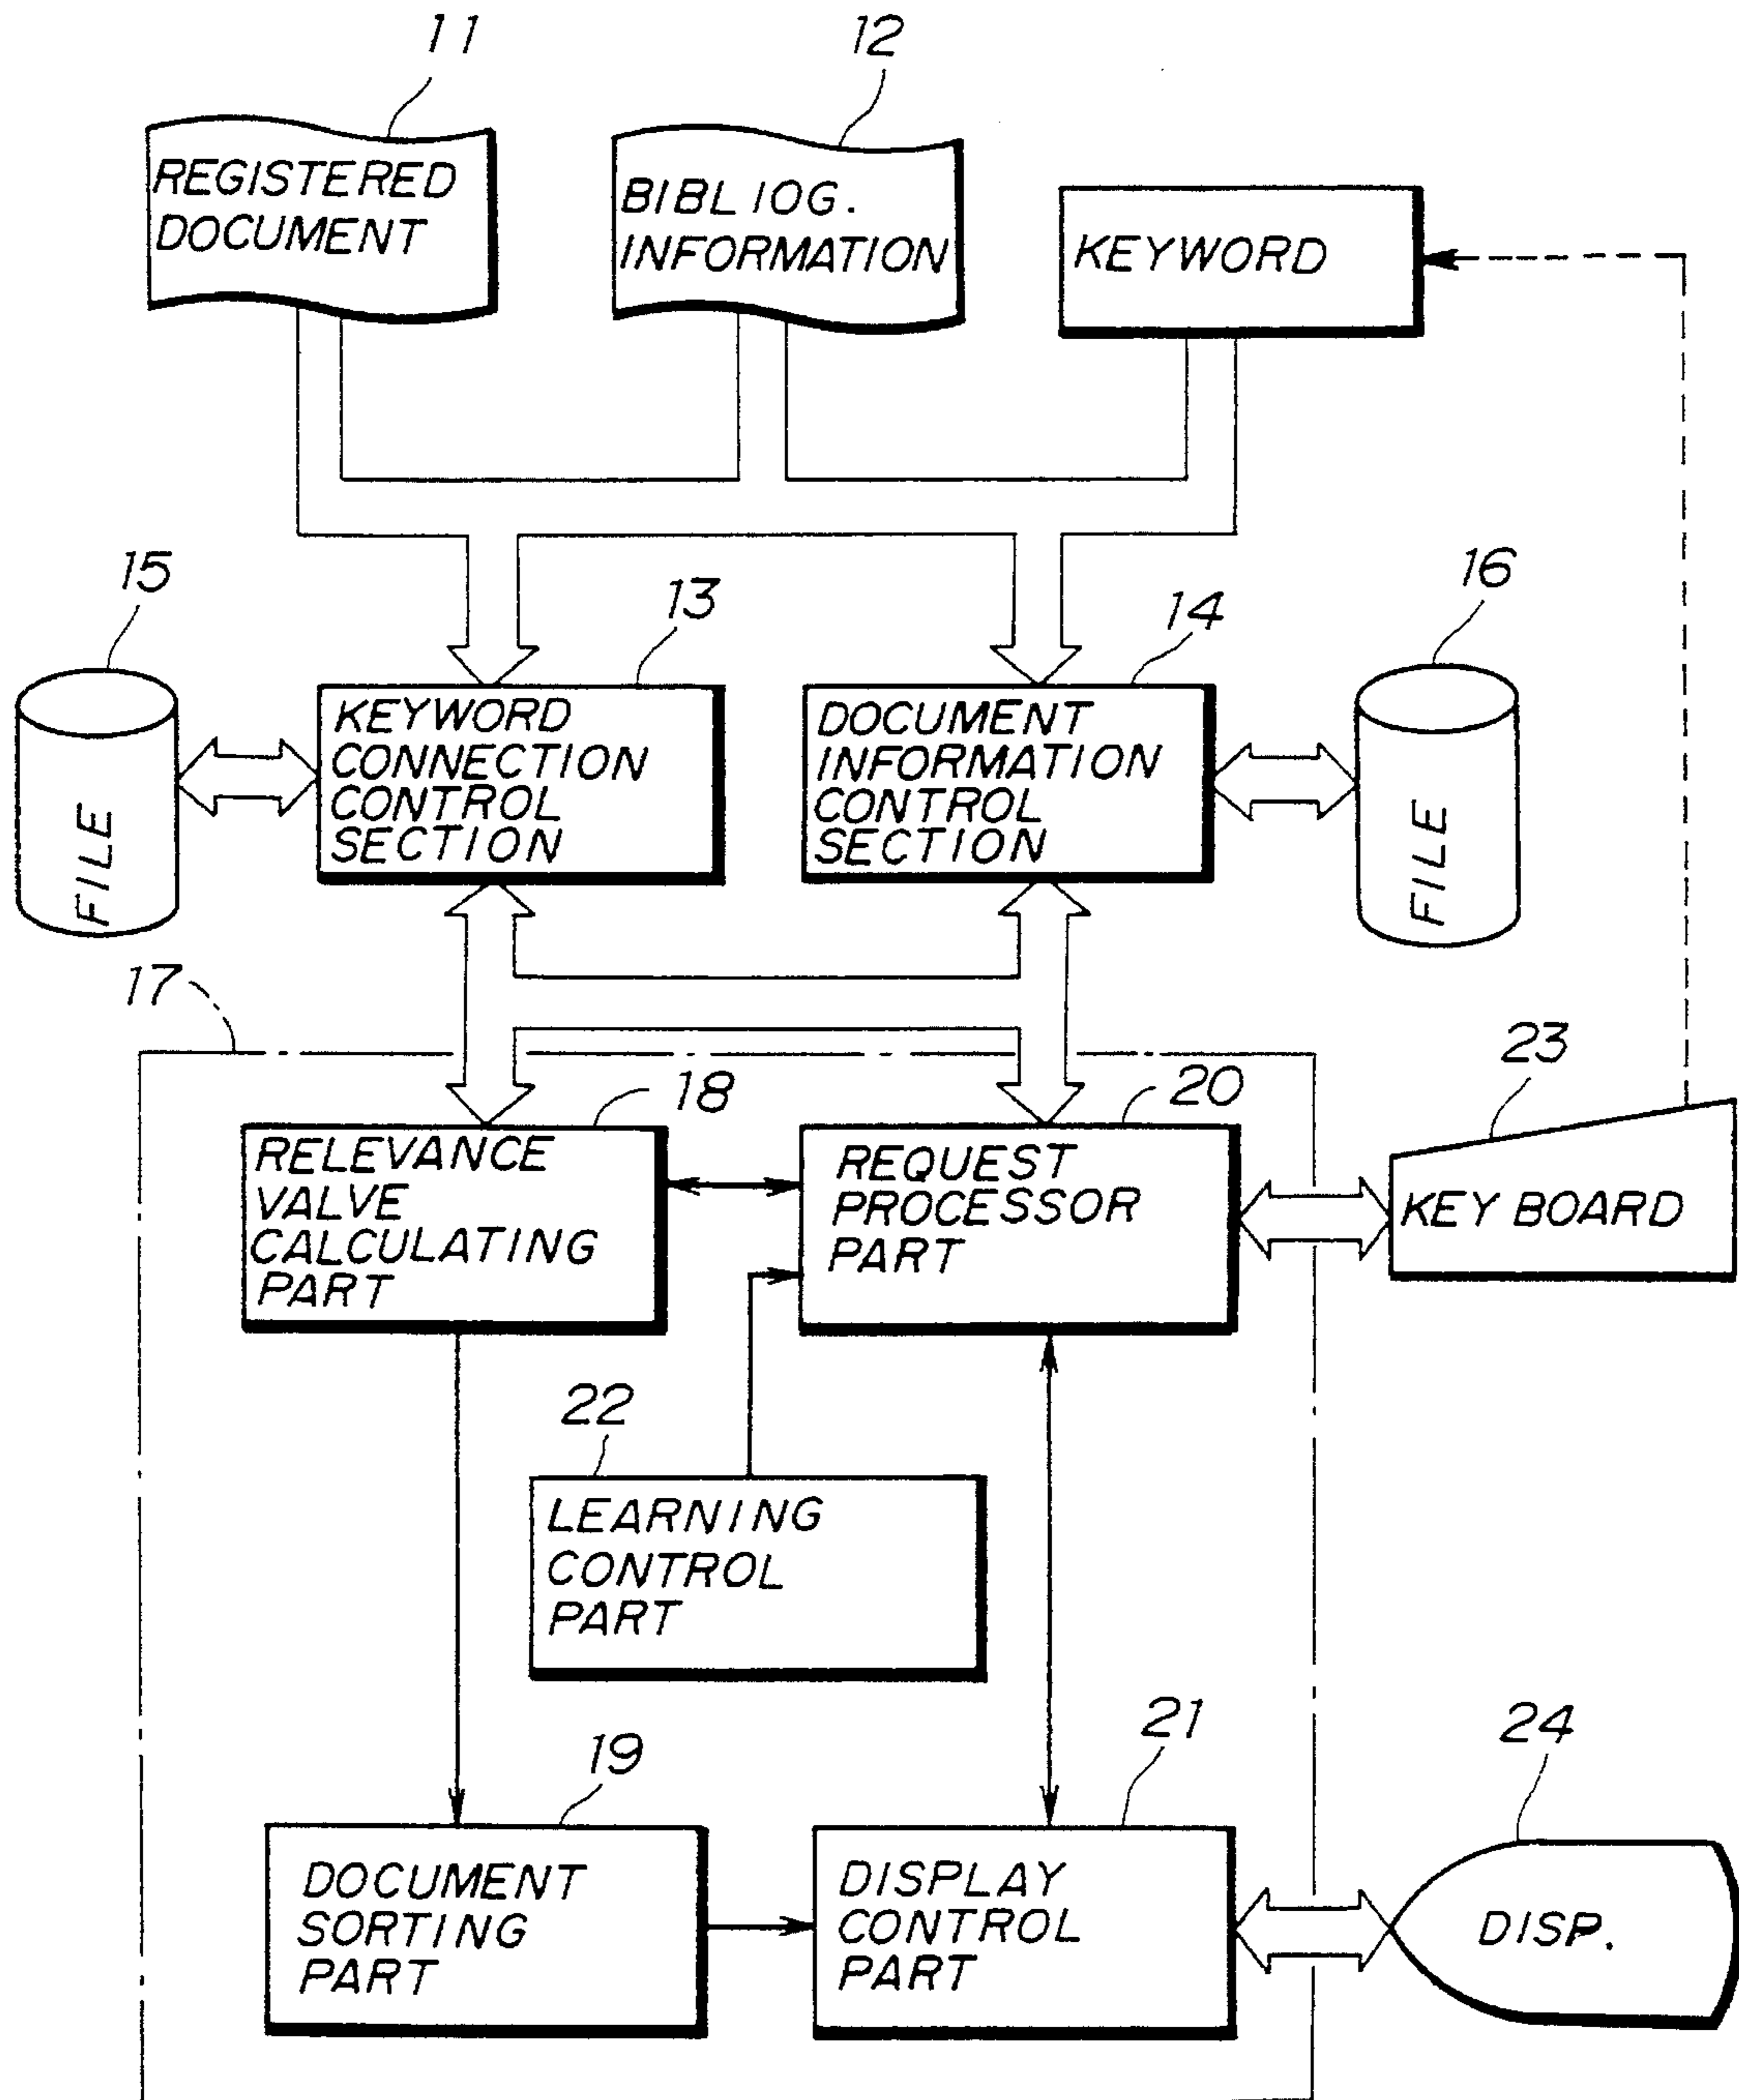 11
12
REGISTERED
DOCUMENT
BIBLIOG.
INFORMATION
KEYWORD
15
13
14
16
FILE
KEYWORD
CONNECTION
CONTROL
SECTION
DOCUMENT
INFORMATION
CONTROL
SECTION
FILE
17
18
20
23
RELEVANCE
VALVE
CALCULATING
PART
REQUEST
PROCESSOR
PART
KEY BOARD
22
LEARNING
CONTROL
PART
19
21
24
DOCUMENT
SORTING
PART
DISPLAY
CONTROL
PART
DISP.